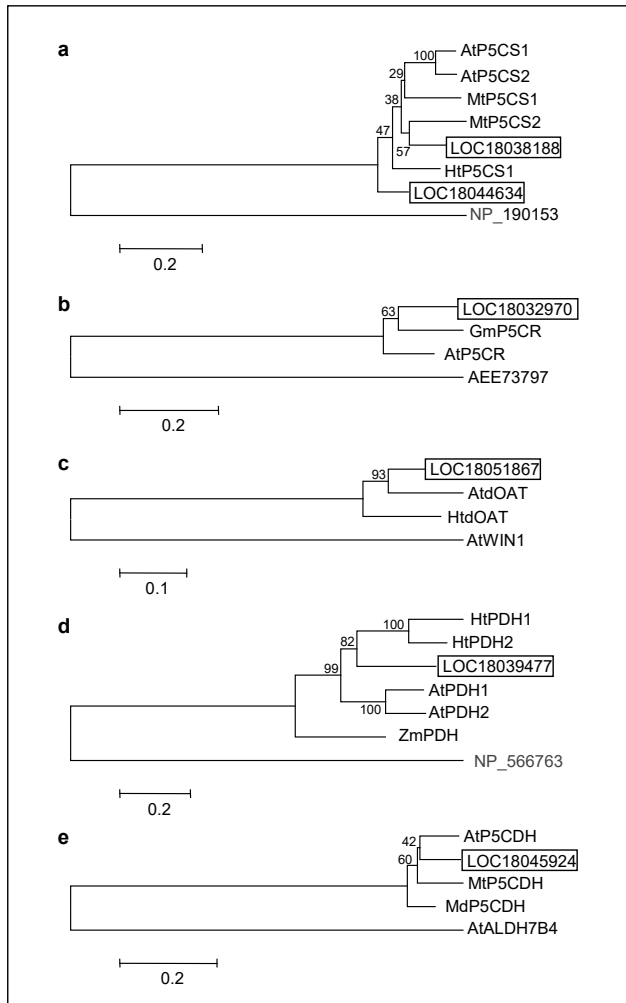 a
100
AtP5CS1
AtP5CS2
29
MtP5CS1
38
MtP5CS2
47
57
LOC18038188
HtP5CS1
LOC18044634
NP_190153
0.2
b
63
LOC18032970
GmP5CR
AtP5CR
AEE73797
0.2
c
93
LOC18051867
AtdOAT
HtdOAT
AtWIN1
0.1
d
100
HtPDH1
HtPDH2
82
LOC18039477
99
AtPDH1
100
AtPDH2
ZmPDH
NP_566763
0.2
e
42
AtP5CDH
60
LOC18045924
MtP5CDH
MdP5CDH
AtALDH7B4
0.2